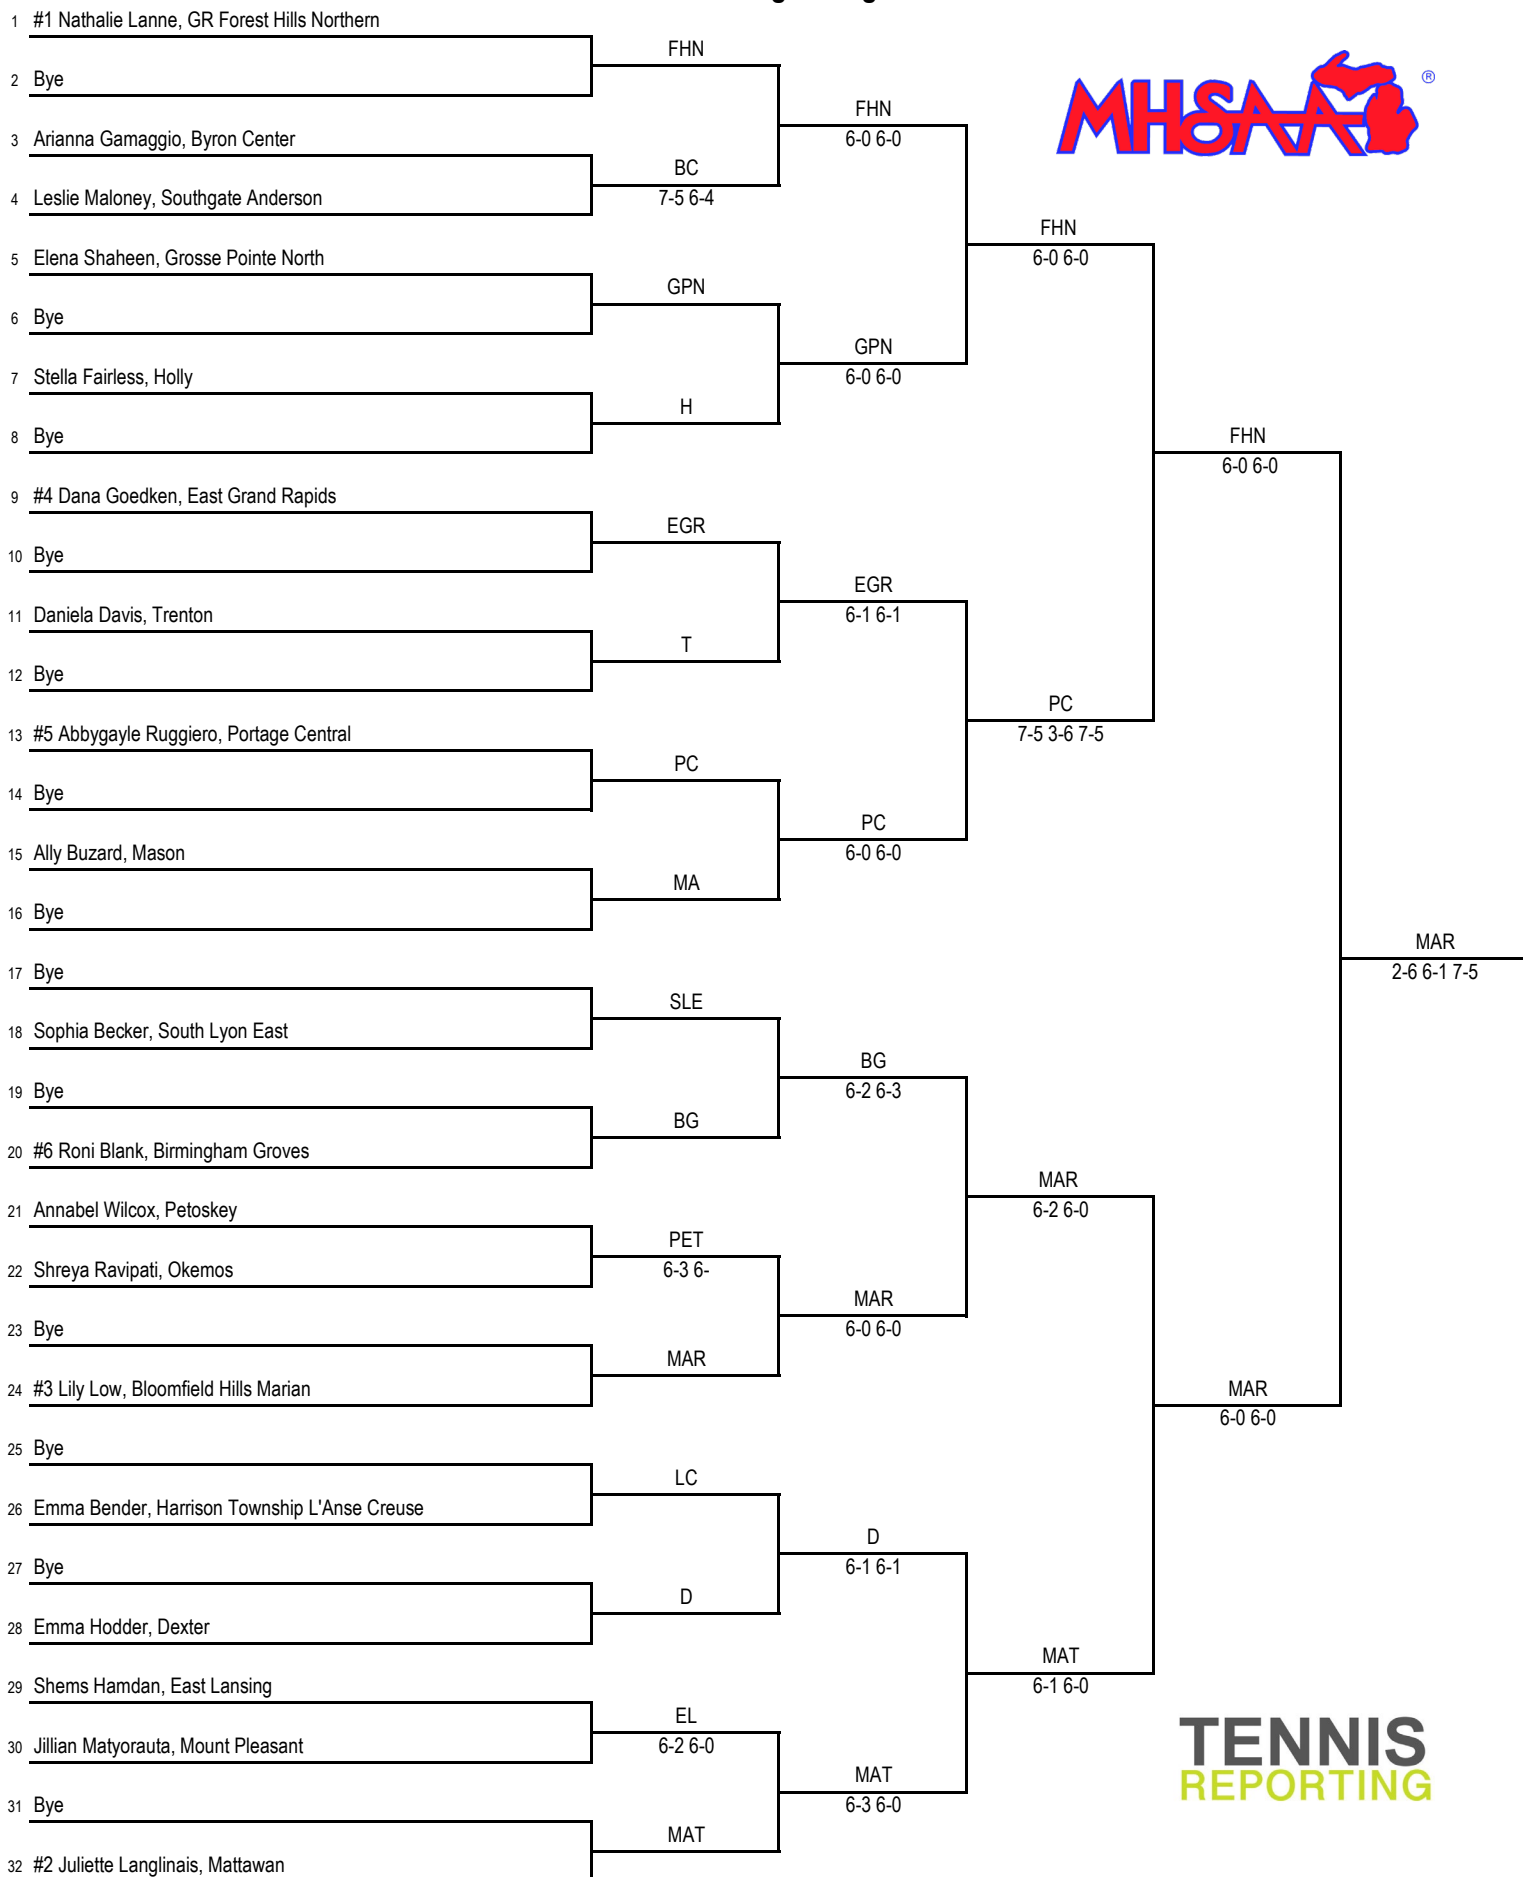 1 #1 Nathalie Lanne, GR Forest Hills Northern
FHN
2 Bye
FHN
6-0 6-0
3 Arianna Gamaggio, Byron Center
BC
7-5 6-4
4 Leslie Maloney, Southgate Anderson
FHN
6-0 6-0
5 Elena Shaheen, Grosse Pointe North
GPN
6 Bye
GPN
6-0 6-0
7 Stella Fairless, Holly
H
8 Bye
FHN
6-0 6-0
9 #4 Dana Goedken, East Grand Rapids
EGR
10 Bye
EGR
6-1 6-1
11 Daniela Davis, Trenton
T
12 Bye
PC
7-5 3-6 7-5
13 #5 Abbygayle Ruggiero, Portage Central
PC
14 Bye
PC
6-0 6-0
15 Ally Buzard, Mason
MA
16 Bye
MAR
2-6 6-1 7-5
17 Bye
SLE
18 Sophia Becker, South Lyon East
BG
6-2 6-3
19 Bye
BG
20 #6 Roni Blank, Birmingham Groves
MAR
6-2 6-0
21 Annabel Wilcox, Petoskey
PET
6-3 6-
22 Shreya Ravipati, Okemos
MAR
6-0 6-0
23 Bye
MAR
24 #3 Lily Low, Bloomfield Hills Marian
MAR
6-0 6-0
25 Bye
LC
26 Emma Bender, Harrison Township L'Anse Creuse
D
6-1 6-1
27 Bye
D
28 Emma Hodder, Dexter
MAT
6-1 6-0
29 Shems Hamdan, East Lansing
EL
6-2 6-0
30 Jillian Matyorauta, Mount Pleasant
MAT
6-3 6-0
31 Bye
MAT
32 #2 Juliette Langlinais, Mattawan
MHSAA ®
TENNIS
REPORTING